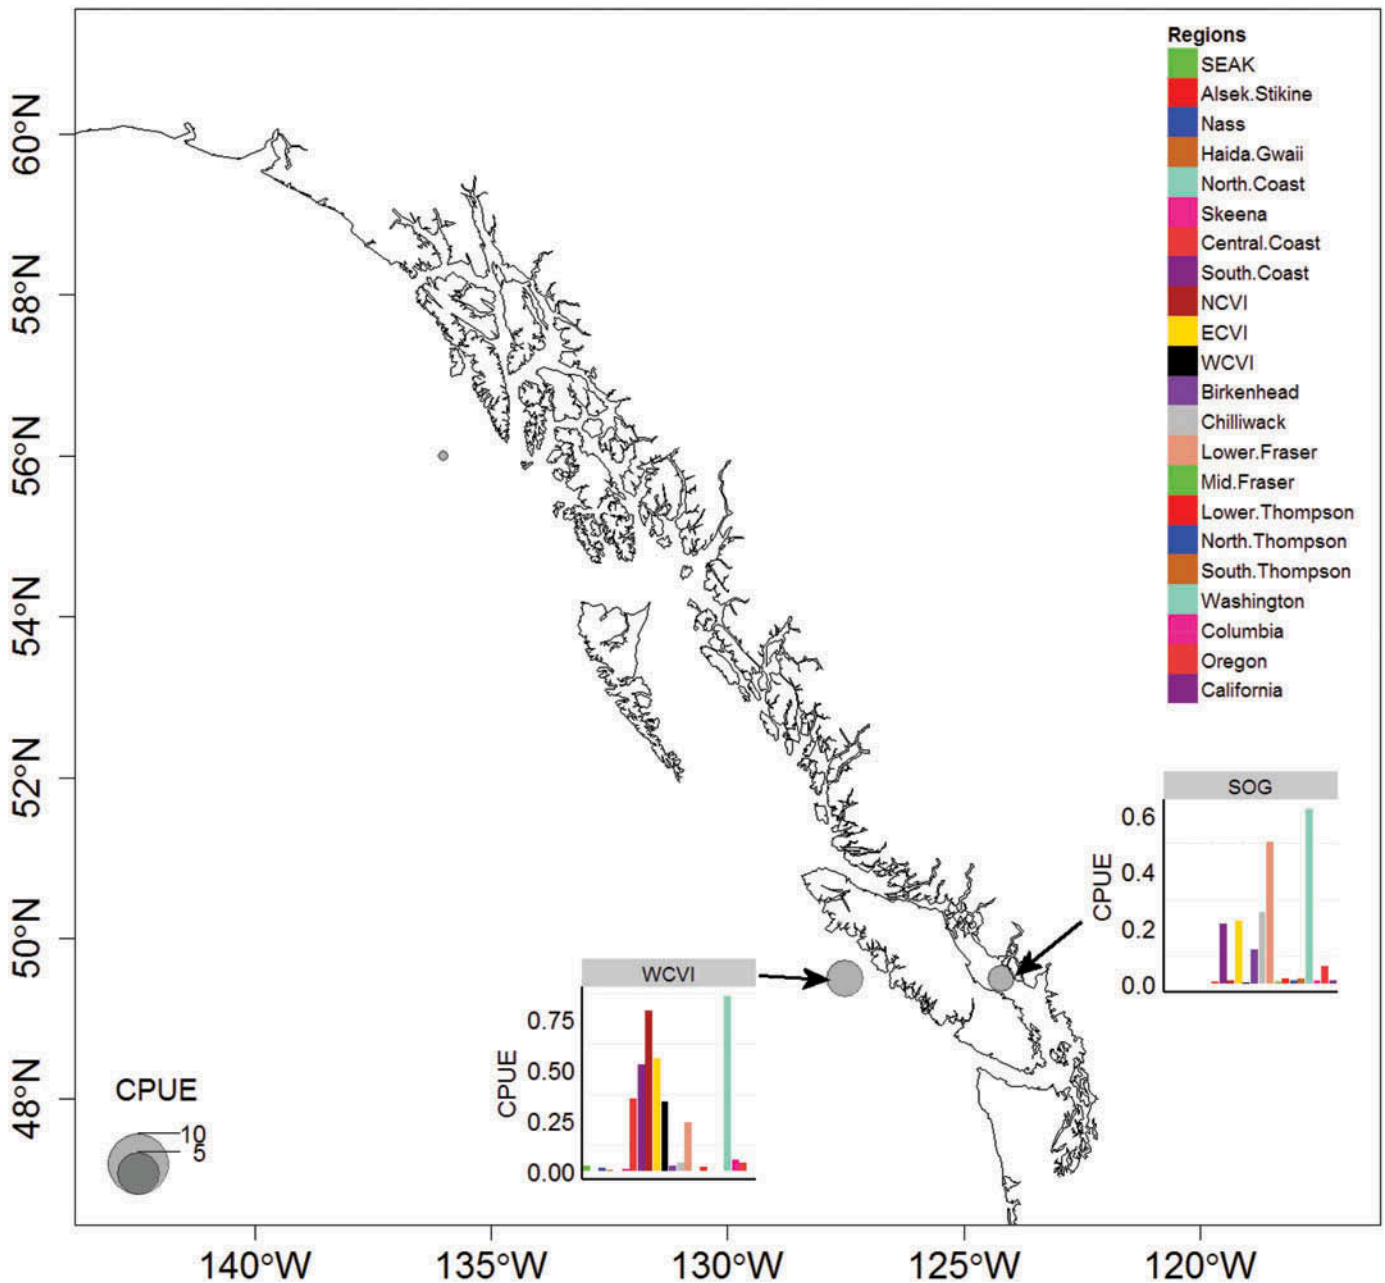 Regions
SEAK
Alsek.Stikine
Nass
Haida.Gwaii
North.Coast
Skeena
Central.Coast
South.Coast
NCVI
ECVI
WCVI
Birkenhead
Chilliwack
Lower.Fraser
Mid.Fraser
Lower.Thompson
North.Thompson
South.Thompson
Washington
Columbia
Oregon
California
60°N
58°N
56°N
54°N
52°N
50°N
48°N
SOG
CPUE
0.6
0.4
0.2
0.0
WCVI
CPUE
0.75
0.50
0.25
0.00
CPUE
10
5
140°W
135°W
130°W
125°W
120°W